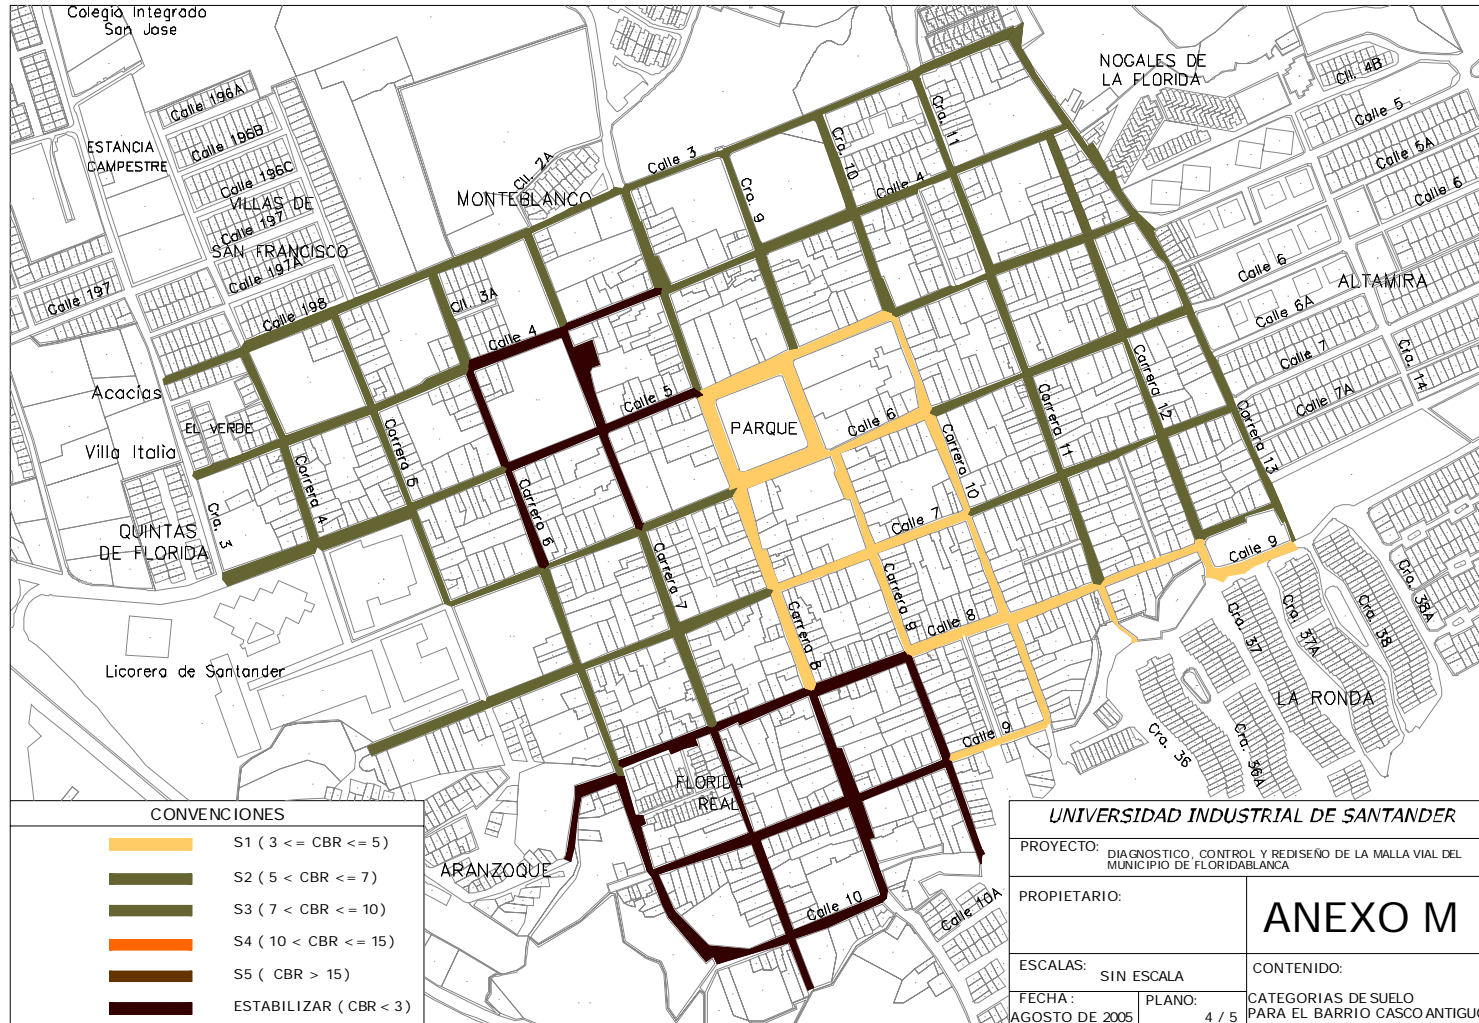 Colegio Integrado
San Jose
NOGALES DE
LA FLORIDA
Cll. 4B
Calle 5
Calle 5A
Calle 6
Calle 196A
Calle 196B
Calle 196C
ESTANCIA
CAMPESTRE
VILLAS DE
Calle 197
SAN FRANCISCO
Calle 197A
Calle 197
Calle 198
MONTEBLANCO
Cll. 2A
Calle 3
Cra. 9
Cra. 10
Cra. 11
Calle 4
Cll. 3A
Calle 4
Calle 6
ALTAMIRA
Calle 6A
Calle 7
Cra. 14
Calle 7A
Acacias
EL VERDE
Villa Italia
Calle 5
PARQUE
Calle 6
Carrera 5
Carrera 4
Cra. 3
Carrera 6
Carrera 10
Carrera 11
Carrera 12
Carrera 13
QUINTAS
DE FLORIDA
Calle 7
Calle 9
Carrera 7
Carrera 8
Carrera 9
Calle 8
Cra. 37
Cra. 37A
Cra. 38
Cra. 38A
Licorera de Santander
LA RONDA
Calle 9
Cra. 36
Cra. 36A
FLORIDA
REAL
ARANZOQUE
Calle 10
Calle 10A
CONVENCIONES
S1 ( 3 <= CBR <= 5)
S2 ( 5 < CBR <= 7)
S3 ( 7 < CBR <= 10)
S4 ( 10 < CBR <= 15)
S5 ( CBR > 15)
ESTABILIZAR ( CBR < 3)
UNIVERSIDAD INDUSTRIAL DE SANTANDER
PROYECTO: DIAGNOSTICO, CONTROL Y REDISEÑO DE LA MALLA VIAL DEL
MUNICIPIO DE FLORIDABLANCA
PROPIETARIO:
ANEXO M
ESCALAS: SIN ESCALA
CONTENIDO:
CATEGORIAS DE SUELO
PARA EL BARRIO CASCO ANTIGUO
FECHA :
AGOSTO DE 2005
PLANO:
4 / 5